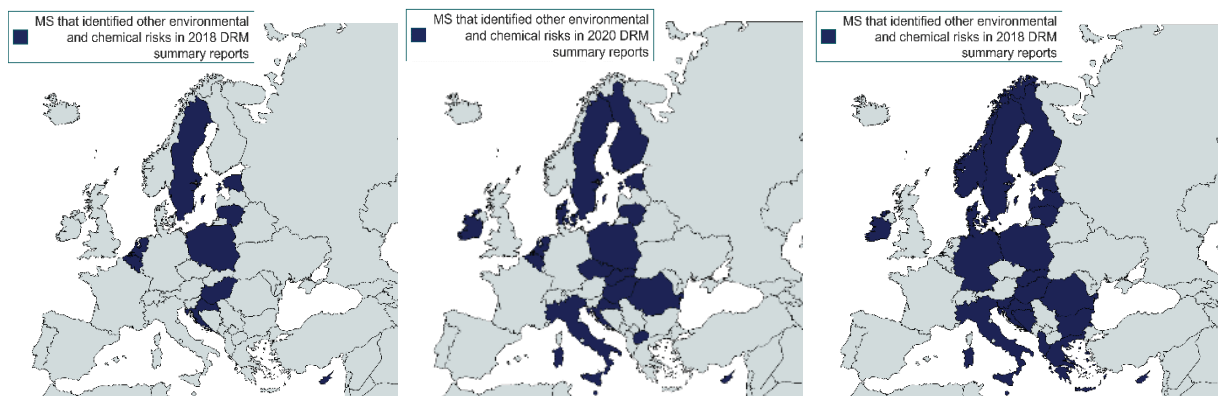 MS that identified other environmental
and chemical risks in 2018 DRM
summary reports
MS that identified other environmental
and chemical risks in 2020 DRM
summary reports
MS that identified other environmental
and chemical risks in 2018 DRM
summary reports